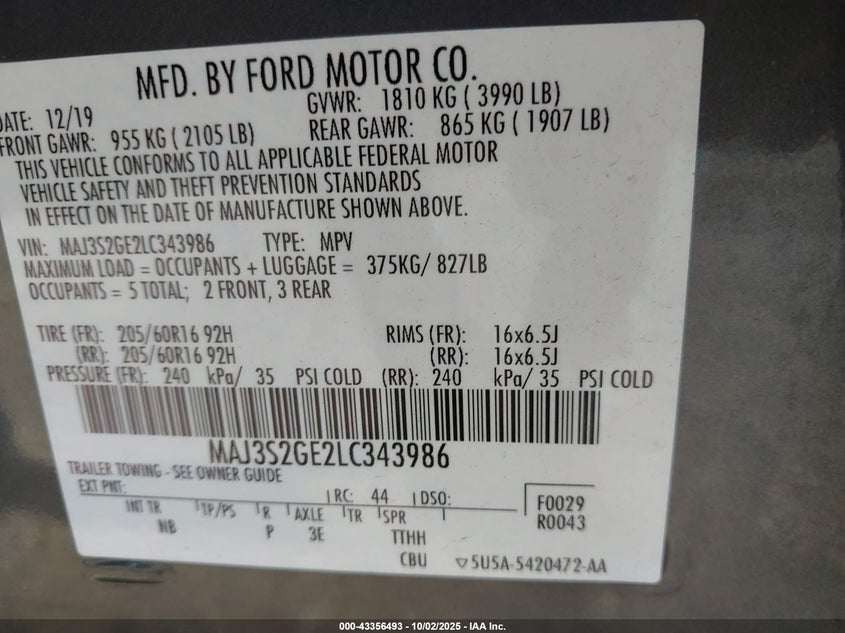 MFD. BY FORD MOTOR CO.
DATE: 12/19 GVWR: 1810 KG ( 3990 LB)
FRONT GAWR: 955 KG ( 2105 LB) REAR GAWR: 865 KG ( 1907 LB)
THIS VEHICLE CONFORMS TO ALL APPLICABLE FEDERAL MOTOR
VEHICLE SAFETY AND THEFT PREVENTION STANDARDS
IN EFFECT ON THE DATE OF MANUFACTURE SHOWN ABOVE.
VIN: MAJ3S2GE2LC343986 TYPE: MPV
MAXIMUM LOAD = OCCUPANTS + LUGGAGE = 375KG/ 827LB
OCCUPANTS = 5 TOTAL; 2 FRONT, 3 REAR
TIRE (FR): 205/60R16 92H RIMS (FR): 16x6.5J
(RR): 205/60R16 92H (RR): 16x6.5J
PRESSURE (FR): 240 kPa/ 35 PSI COLD (RR): 240 kPa/ 35 PSI COLD
MAJ3S2GE2LC343986
TRAILER TOWING - SEE OWNER GUIDE
EXT PNT: RC: 44 DSO: F0029
INT TR TP/PS R AXLE TR SPR R0043
NB P 3E TTHH
CBU ▽5U5A-5420472-AA
000-43356493 - 10/02/2025 - IAA Inc.